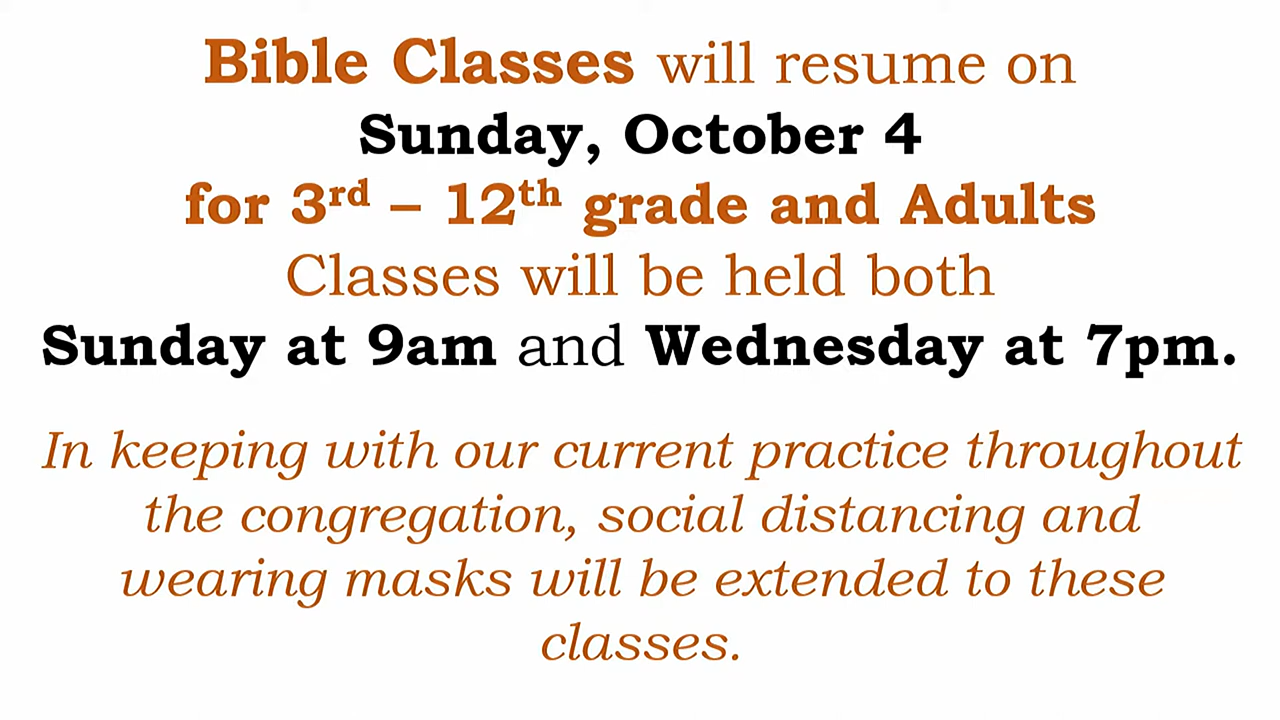 Bible Classes will resume on
Sunday, October 4
for 3rd – 12th grade and Adults
Classes will be held both
Sunday at 9am and Wednesday at 7pm.
In keeping with our current practice throughout
the congregation, social distancing and
wearing masks will be extended to these
classes.